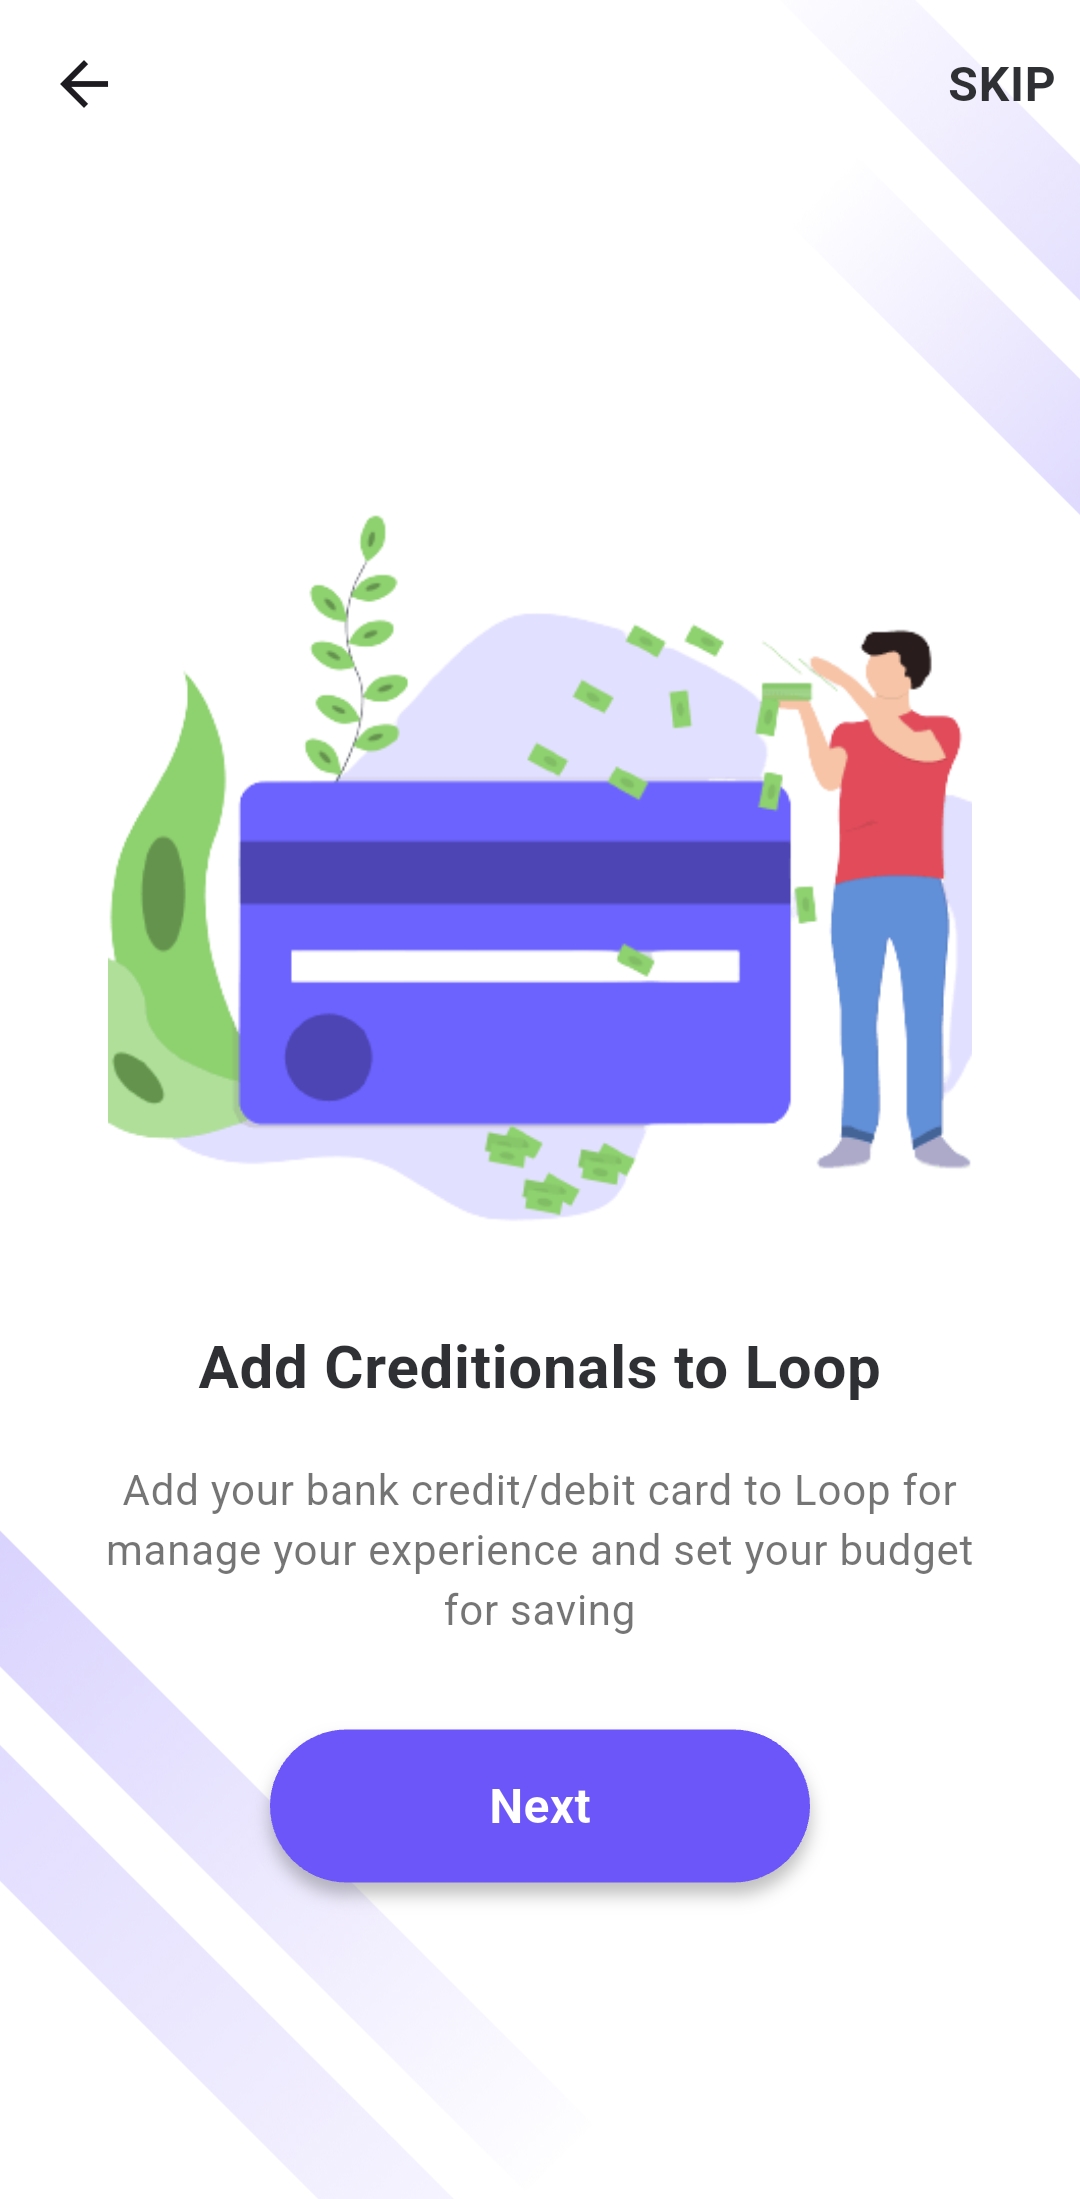 SKIP
Add Creditionals to Loop
Add your bank credit/debit card to Loop for
manage your experience and set your budget
for saving
Next